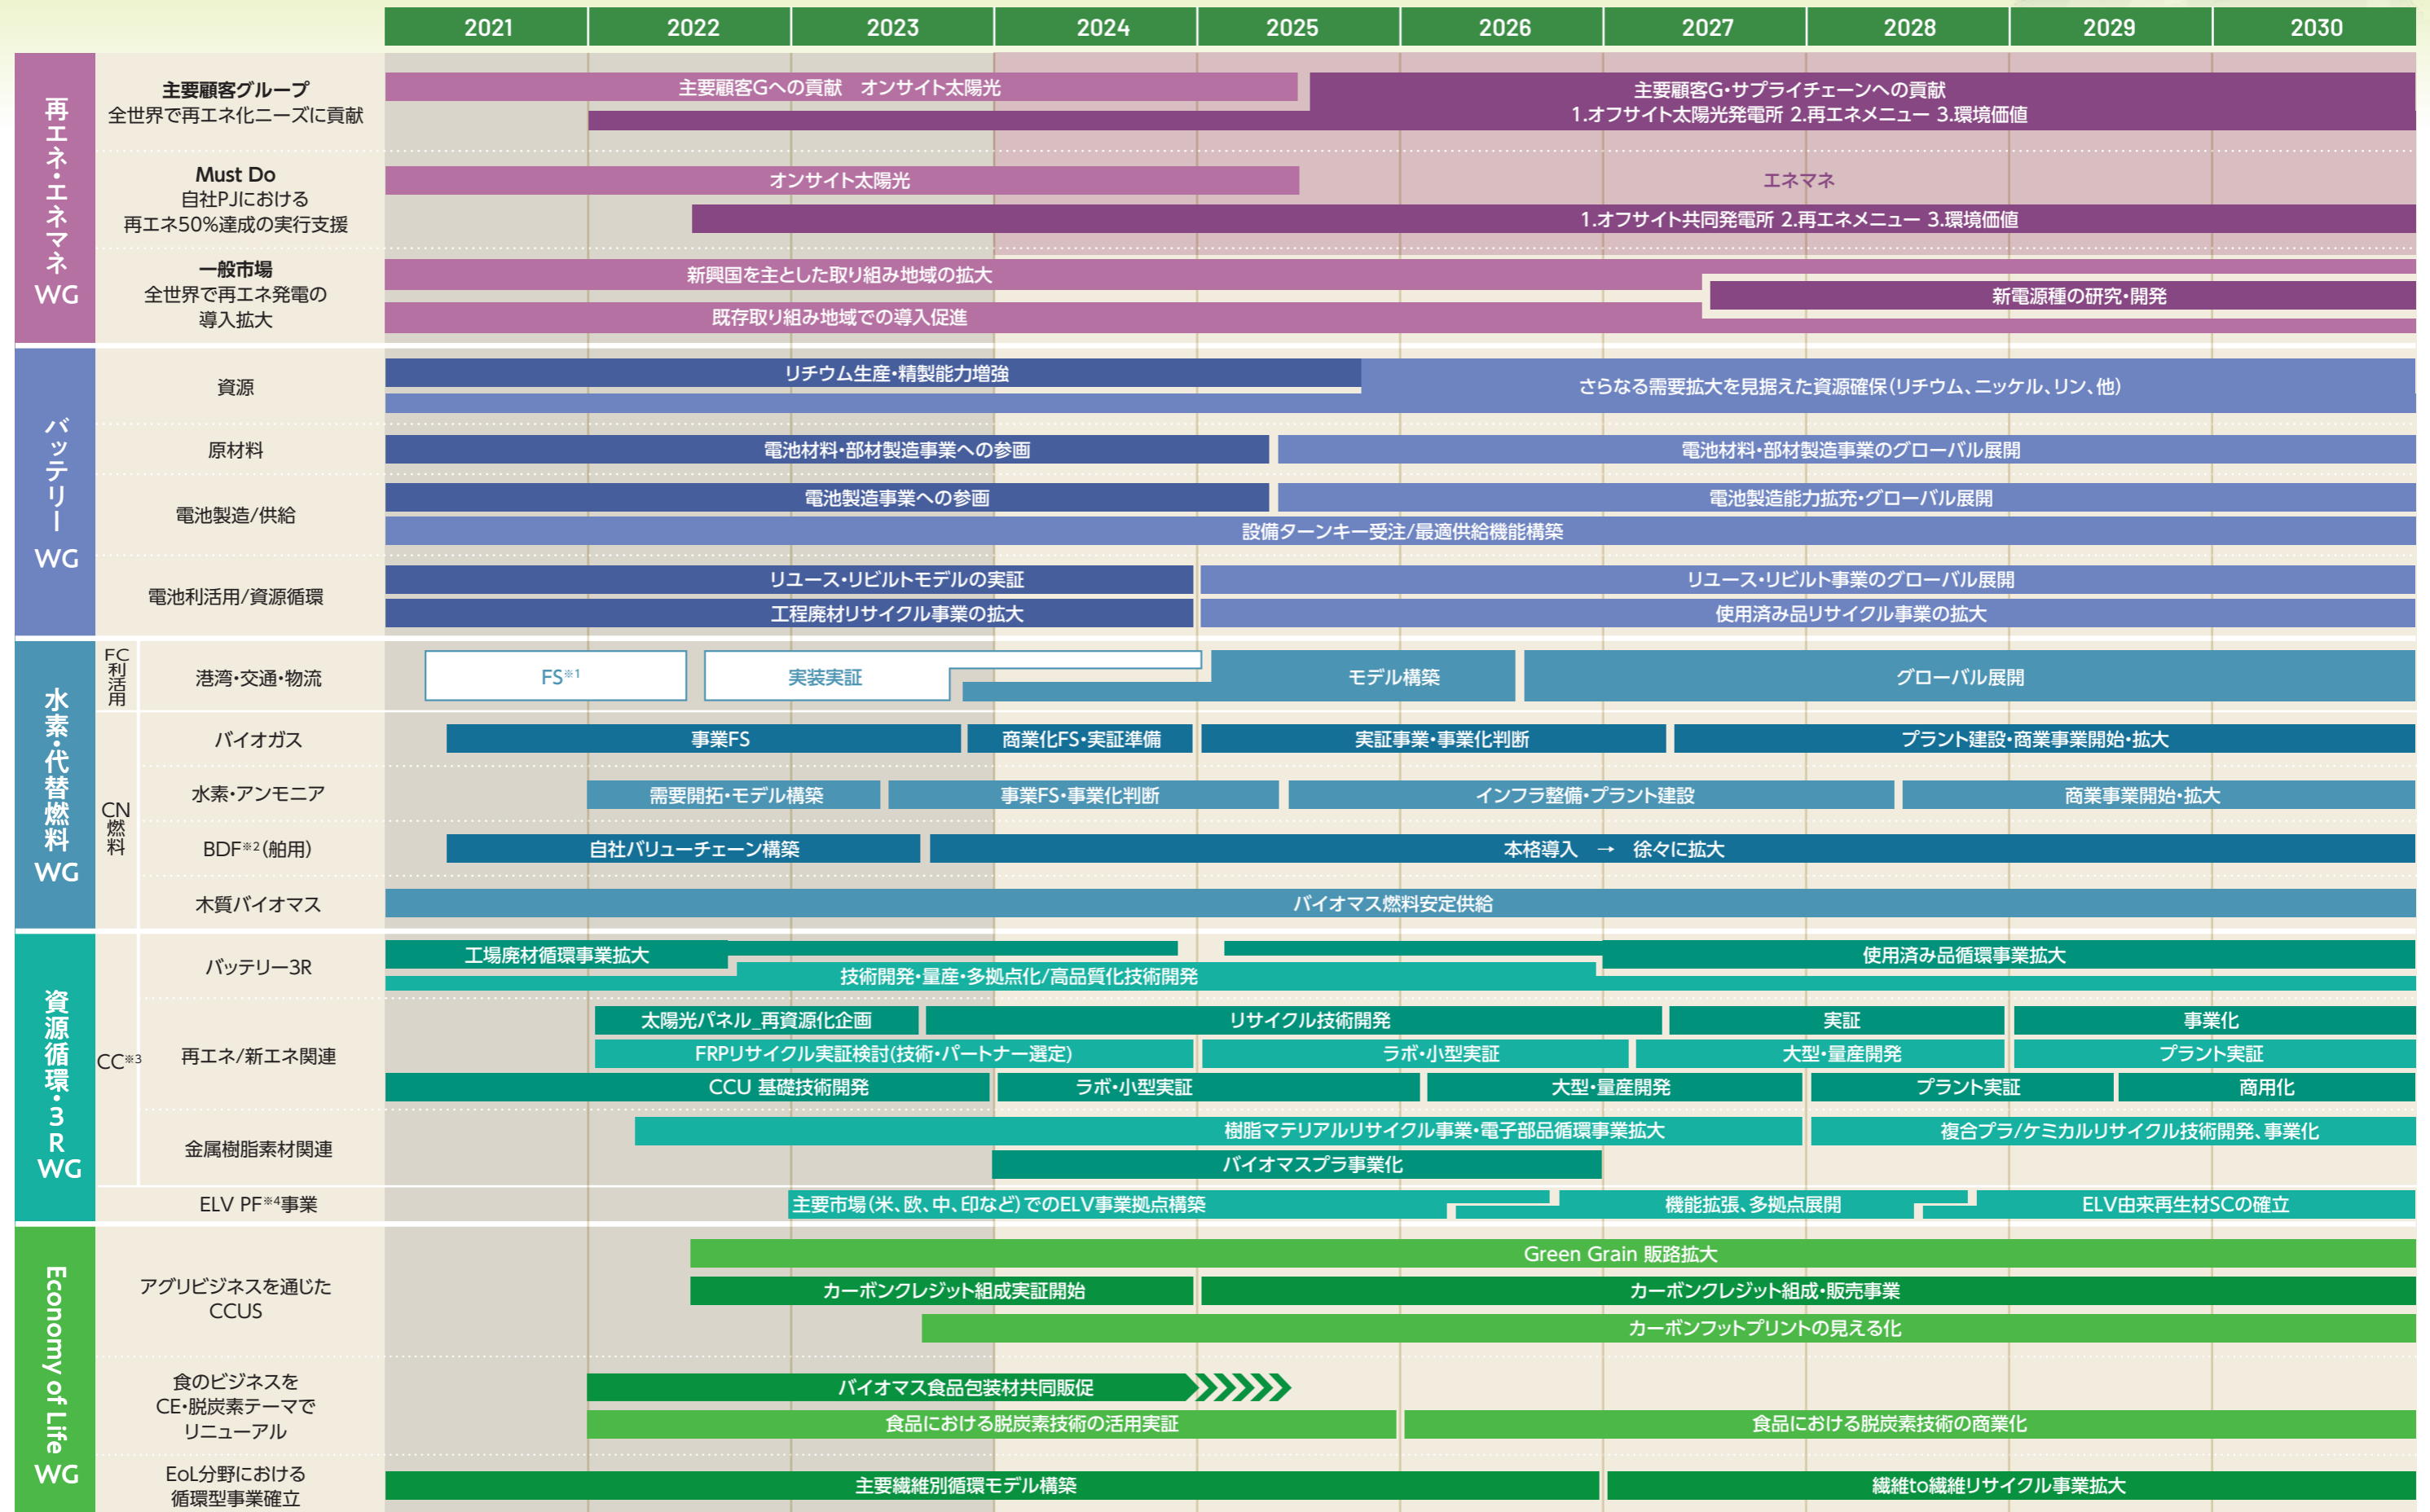 2021 2022 2023 2024 2025 2026 2027 2028 2029 2030
再エネ・エネマネ WG
主要顧客グループ
全世界で再エネ化ニーズに貢献
主要顧客Gへの貢献　オンサイト太陽光
主要顧客G・サプライチェーンへの貢献
1.オフサイト太陽光発電所 2.再エネメニュー 3.環境価値
Must Do
自社PJにおける
再エネ50%達成の実行支援
オンサイト太陽光
エネマネ
1.オフサイト共同発電所 2.再エネメニュー 3.環境価値
一般市場
全世界で再エネ発電の
導入拡大
新興国を主とした取り組み地域の拡大
新電源種の研究・開発
既存取り組み地域での導入促進
バッテリー WG
資源
リチウム生産・精製能力増強
さらなる需要拡大を見据えた資源確保(リチウム、ニッケル、リン、他)
原材料
電池材料・部材製造事業への参画
電池材料・部材製造事業のグローバル展開
電池製造/供給
電池製造事業への参画
電池製造能力拡充・グローバル展開
設備ターンキー受注/最適供給機能構築
電池利活用/資源循環
リユース・リビルトモデルの実証
リユース・リビルト事業のグローバル展開
工程廃材リサイクル事業の拡大
使用済み品リサイクル事業の拡大
水素・代替燃料 WG
FC利活用
港湾・交通・物流
FS※1
実装実証
モデル構築
グローバル展開
CN燃料
バイオガス
事業FS
商業化FS・実証準備
実証事業・事業化判断
プラント建設・商業事業開始・拡大
水素・アンモニア
需要開拓・モデル構築
事業FS・事業化判断
インフラ整備・プラント建設
商業事業開始・拡大
BDF※2(舶用)
自社バリューチェーン構築
本格導入　→　徐々に拡大
木質バイオマス
バイオマス燃料安定供給
資源循環・3R WG
CC※3
バッテリー3R
工場廃材循環事業拡大
使用済み品循環事業拡大
技術開発・量産・多拠点化/高品質化技術開発
再エネ/新エネ関連
太陽光パネル_再資源化企画
リサイクル技術開発
実証
事業化
FRPリサイクル実証検討(技術・パートナー選定)
ラボ・小型実証
大型・量産開発
プラント実証
CCU 基礎技術開発
ラボ・小型実証
大型・量産開発
プラント実証
商用化
金属樹脂素材関連
樹脂マテリアルリサイクル事業・電子部品循環事業拡大
複合プラ/ケミカルリサイクル技術開発、事業化
バイオマスプラ事業化
ELV PF※4事業
主要市場(米、欧、中、印など)でのELV事業拠点構築
機能拡張、多拠点展開
ELV由来再生材SCの確立
Economy of Life WG
アグリビジネスを通じた
CCUS
Green Grain 販路拡大
カーボンクレジット組成実証開始
カーボンクレジット組成・販売事業
カーボンフットプリントの見える化
食のビジネスを
CE・脱炭素テーマで
リニューアル
バイオマス食品包装材共同販促
食品における脱炭素技術の活用実証
食品における脱炭素技術の商業化
EoL分野における
循環型事業確立
主要繊維別循環モデル構築
繊維to繊維リサイクル事業拡大